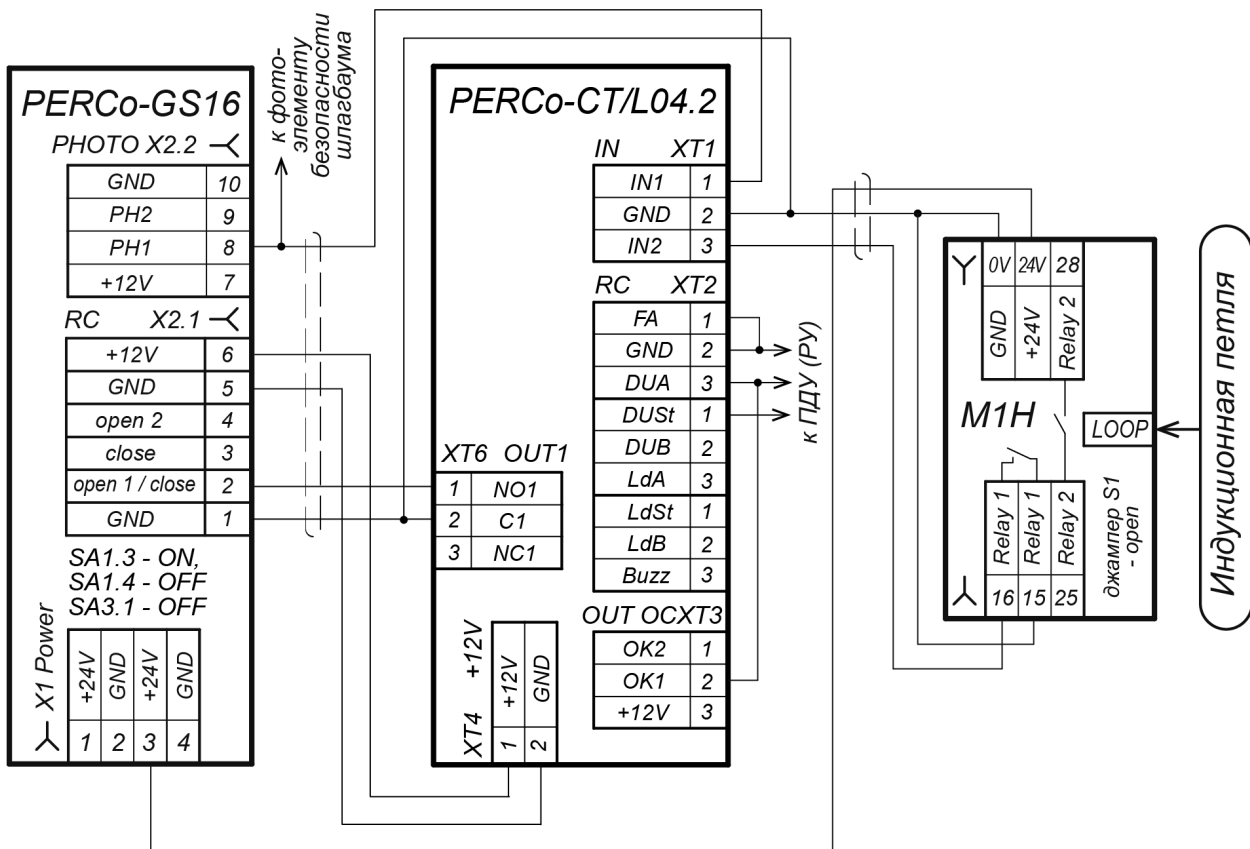 PERCo-GS16
PHOTO X2.2
GND 10
PH2 9
PH1 8
+12V 7
RC X2.1
+12V 6
GND 5
open 2 4
close 3
open 1 / close 2
GND 1
SA1.3 - ON,
SA1.4 - OFF
SA3.1 - OFF
X1 Power
+24V 1
GND 2
+24V 3
GND 4
к фото-
элементу
безопасности
шлагбаума
PERCo-CT/L04.2
IN XT1
IN1 1
GND 2
IN2 3
RC XT2
FA 1
GND 2
DUA 3
DUSt 1
DUB 2
LdA 3
LdSt 1
LdB 2
Buzz 3
к ПДУ (РУ)
XT6 OUT1
1 NO1
2 C1
3 NC1
OUT OCXT3
OK2 1
OK1 2
+12V 3
XT4 +12V
1 +12V
2 GND
0V 24V 28
GND +24V Relay 2
M1H
LOOP
Relay 1 Relay 1 Relay 2
16 15 25
джампер S1
- open
Индукционная петля